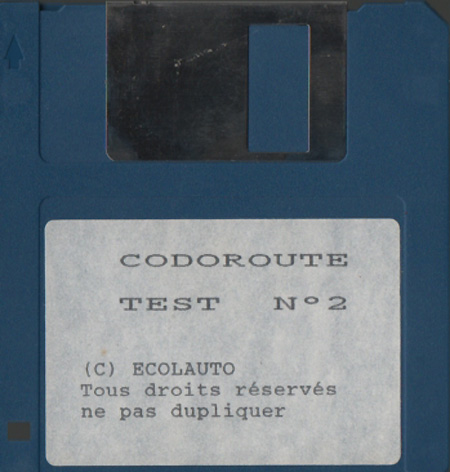 CODOROUTE
TEST N°2
(C) ECOLAUTO
Tous droits réservés
ne pas dupliquer